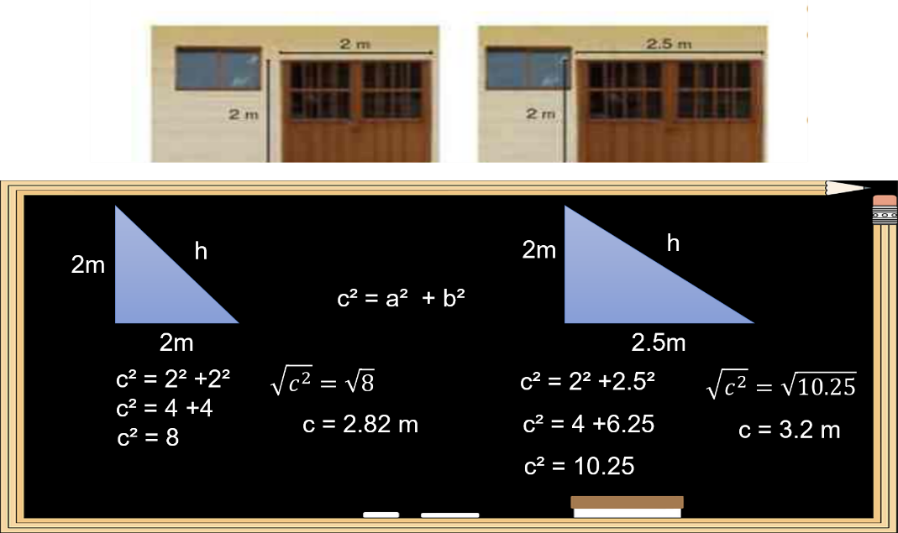 2 m
2 m
2.5 m
2 m
2m
h
2m
c² = a² + b²
2m
h
2.5m
c² = 2² +2²
c² = 4 +4
c² = 8
√c² = √8
c = 2.82 m
c² = 2² +2.5²
c² = 4 +6.25
c² = 10.25
√c² = √10.25
c = 3.2 m